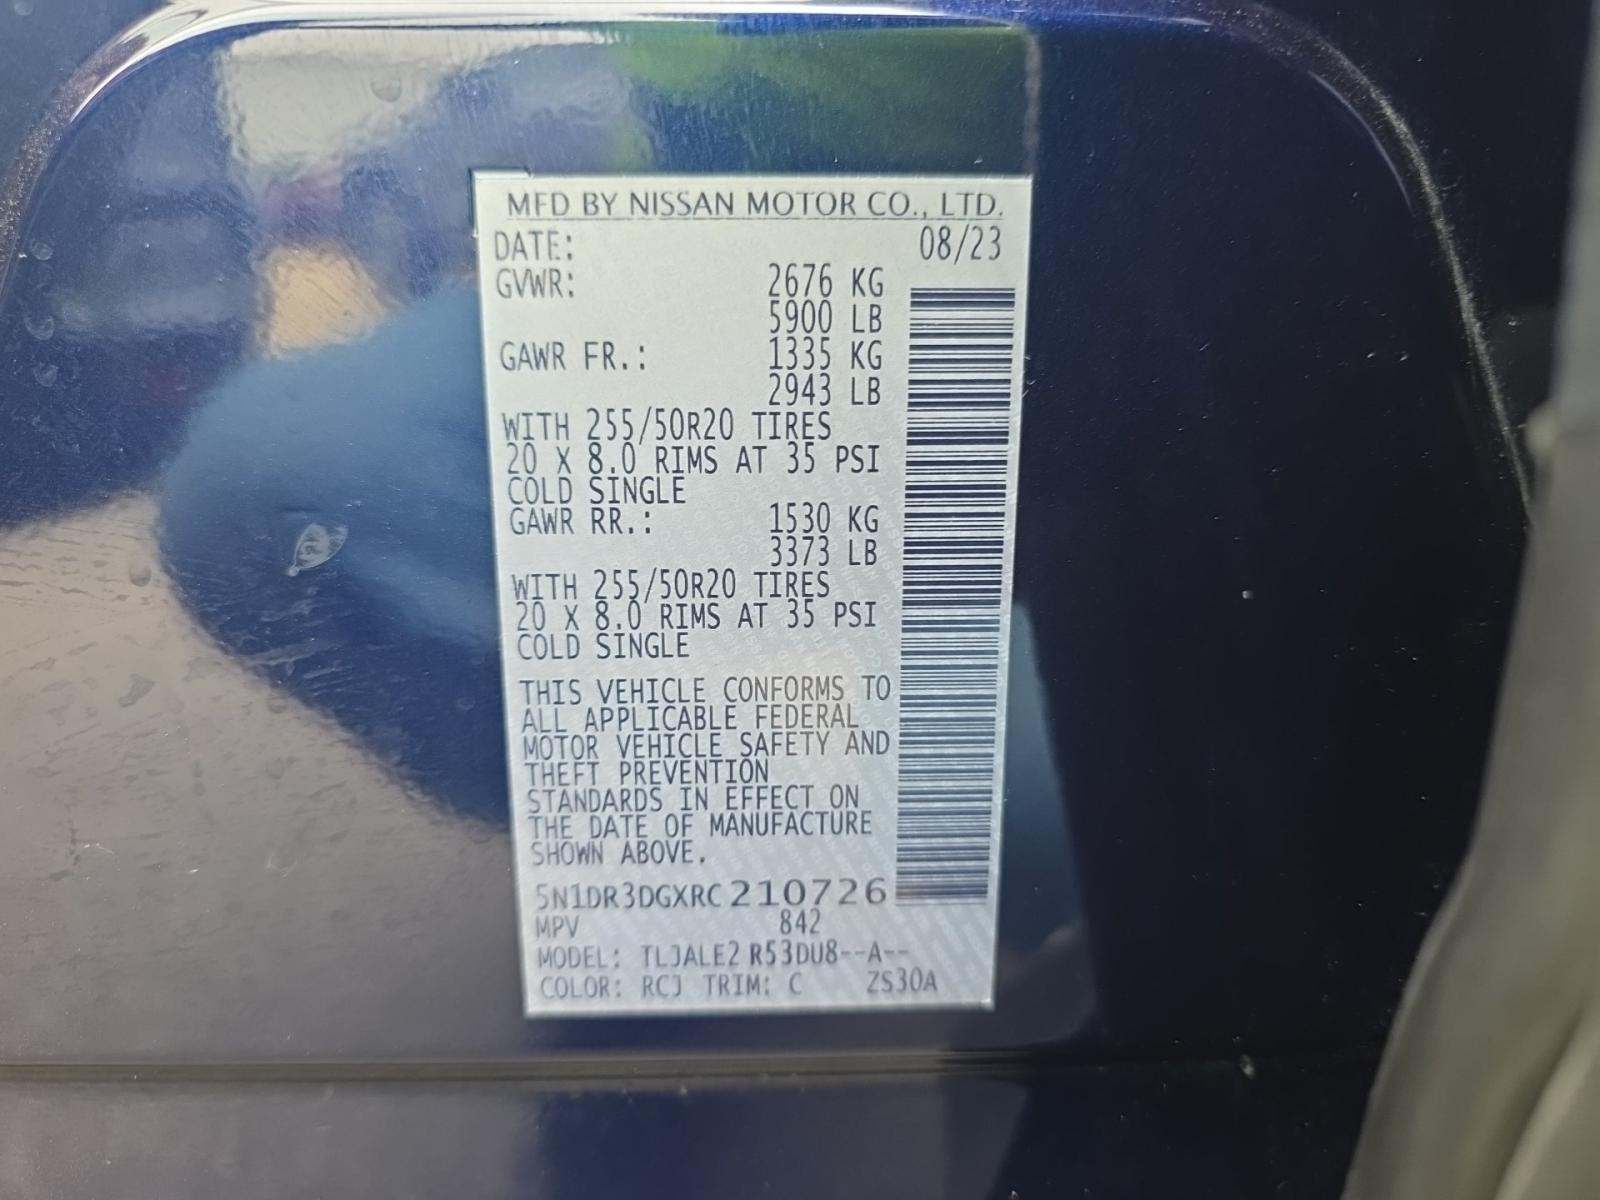 MFD BY NISSAN MOTOR CO., LTD.
DATE: 08/23
GVWR: 2676 KG
5900 LB
GAWR FR.: 1335 KG
2943 LB
WITH 255/50R20 TIRES
20 X 8.0 RIMS AT 35 PSI
COLD SINGLE
GAWR RR.: 1530 KG
3373 LB
WITH 255/50R20 TIRES
20 X 8.0 RIMS AT 35 PSI
COLD SINGLE
THIS VEHICLE CONFORMS TO
ALL APPLICABLE FEDERAL
MOTOR VEHICLE SAFETY AND
THEFT PREVENTION
STANDARDS IN EFFECT ON
THE DATE OF MANUFACTURE
SHOWN ABOVE.
5N1DR3DGXRC210726
MPV 842
MODEL: TLJALE2 R53DU8--A--
COLOR: RCJ TRIM: C ZS30A